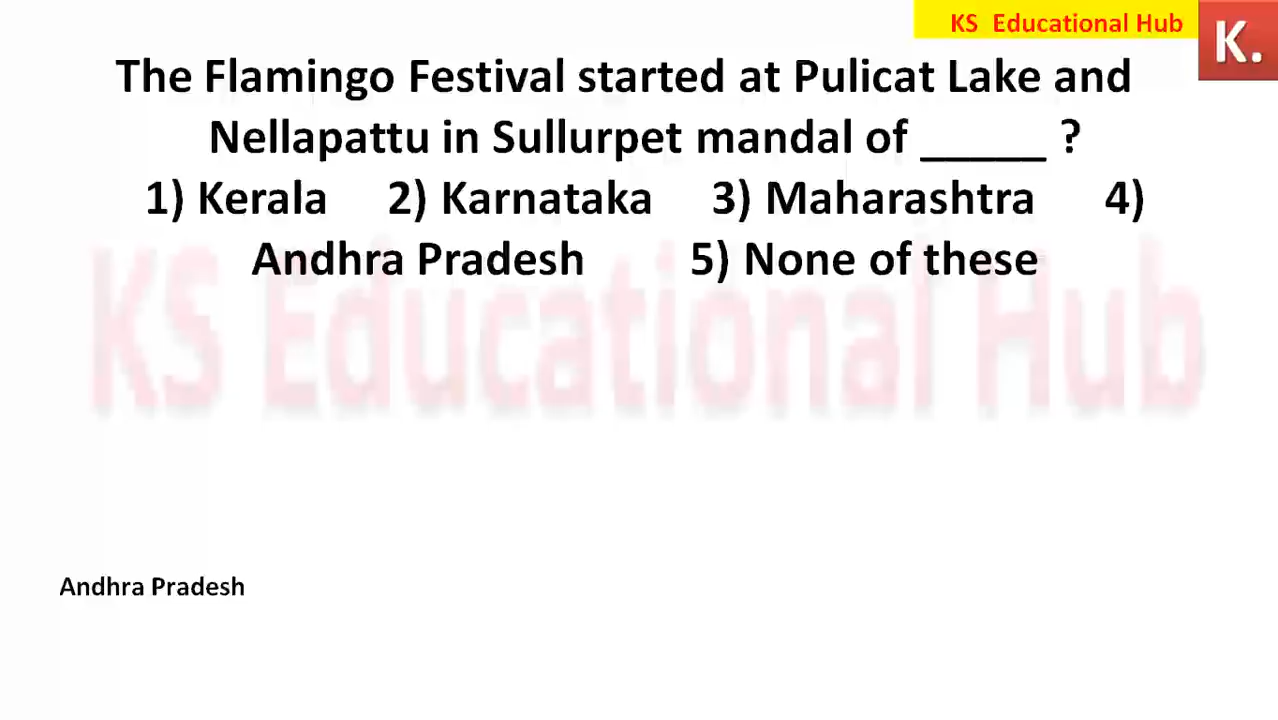 KS Educational Hub
K.
The Flamingo Festival started at Pulicat Lake and
Nellapattu in Sullurpet mandal of _____ ?
1) Kerala 2) Karnataka 3) Maharashtra 4)
Andhra Pradesh 5) None of these
KS Educational Hub
Andhra Pradesh